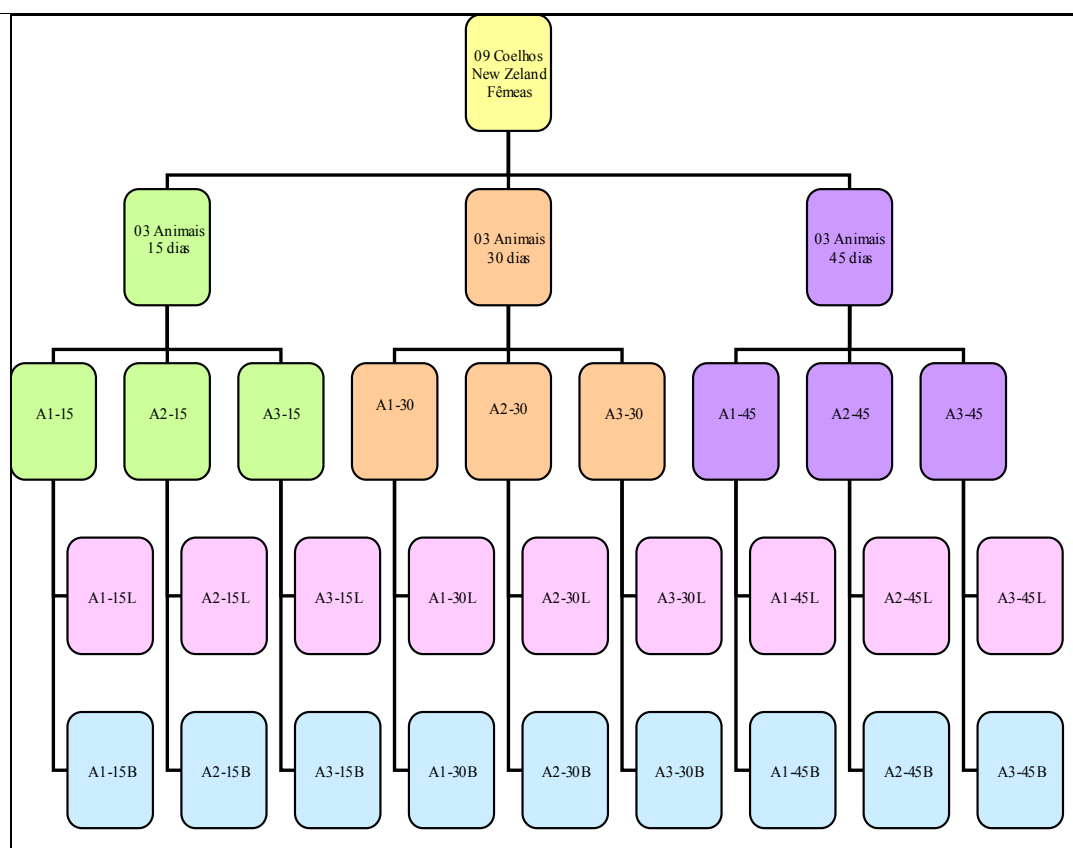 09 Coelhos
New Zeland
Fêmeas
03 Animais
15 dias
03 Animais
30 dias
03 Animais
45 dias
A1-15
A2-15
A3-15
A1-30
A2-30
A3-30
A1-45
A2-45
A3-45
A1-15L
A2-15L
A3-15L
A1-30L
A2-30L
A3-30L
A1-45L
A2-45L
A3-45L
A1-15B
A2-15B
A3-15B
A1-30B
A2-30B
A3-30B
A1-45B
A2-45B
A3-45B